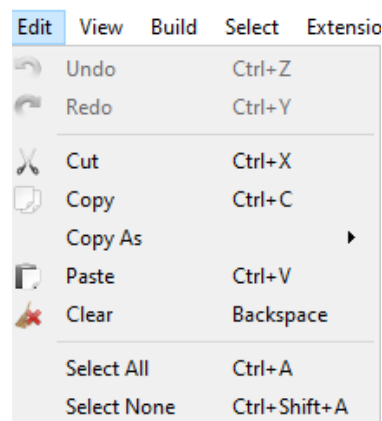 Edit View Build Select Extensio
Undo Ctrl+Z
Redo Ctrl+Y
Cut Ctrl+X
Copy Ctrl+C
Copy As
Paste Ctrl+V
Clear Backspace
Select All Ctrl+A
Select None Ctrl+Shift+A